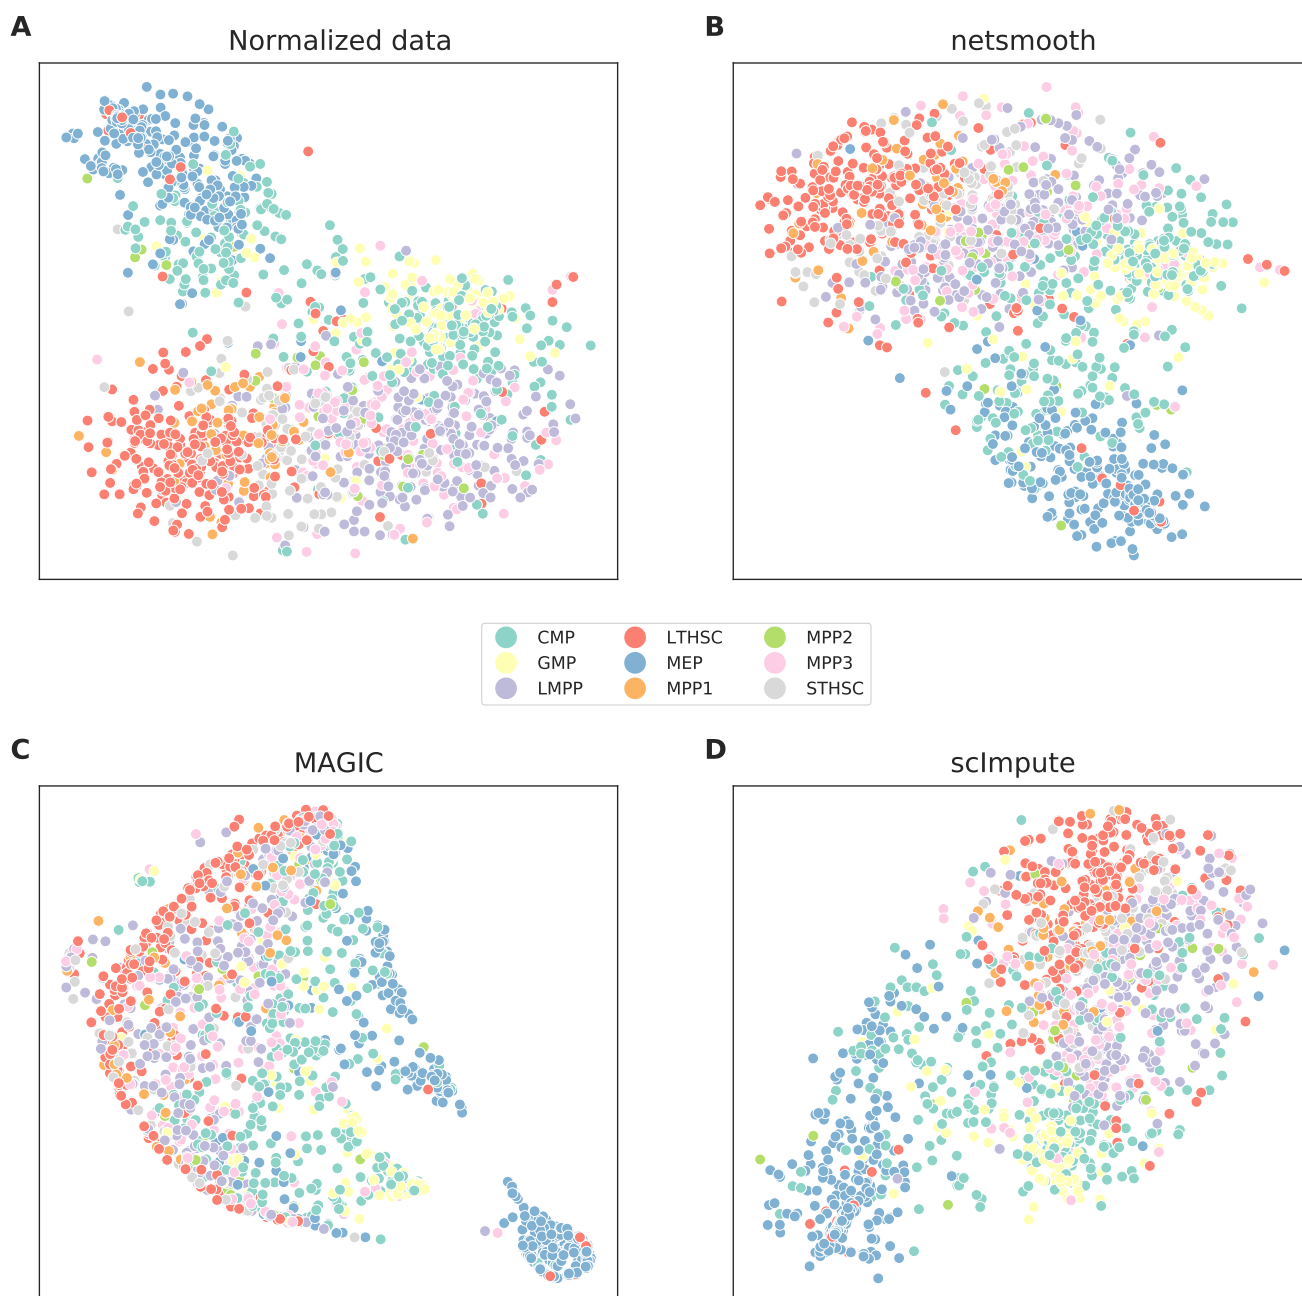 A
Normalized data
B
netsmooth
CMP
LTHSC
MPP2
GMP
MEP
MPP3
LMPP
MPP1
STHSC
C
MAGIC
D
scImpute